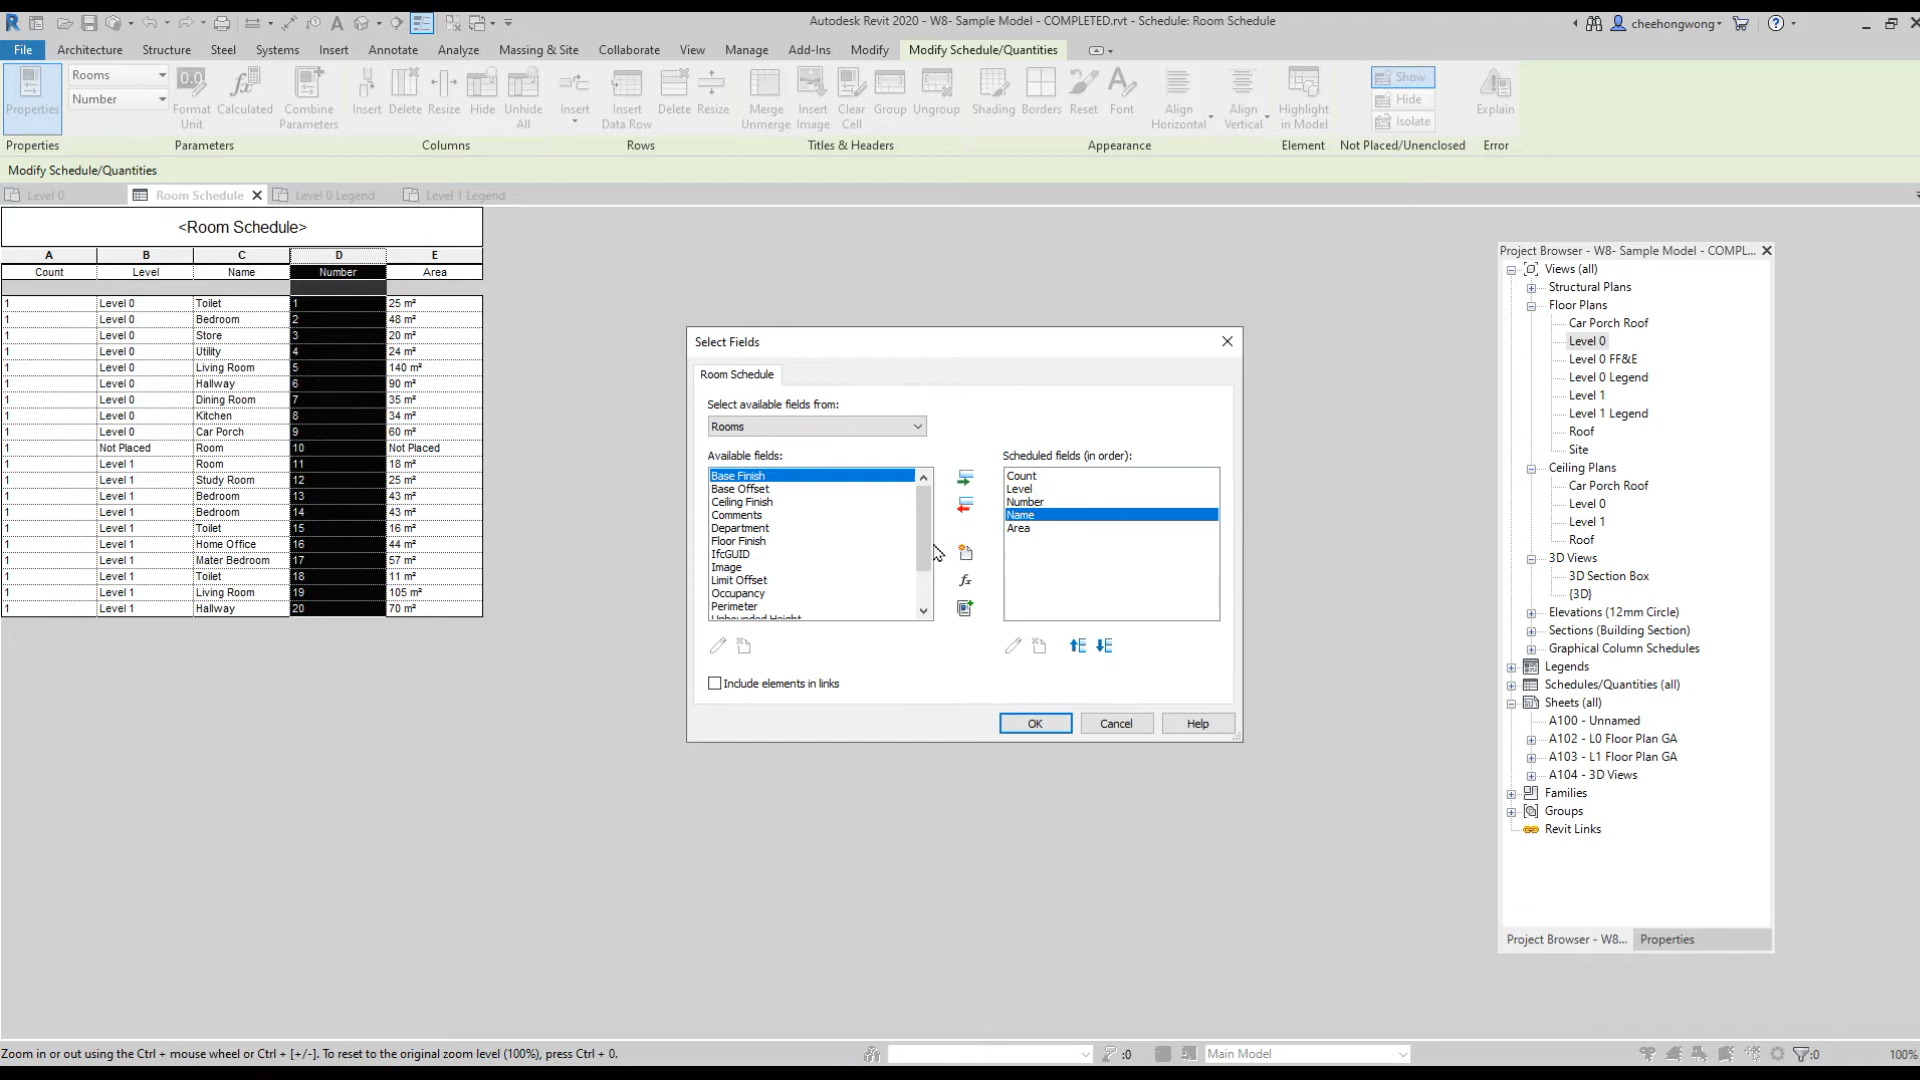 Autodesk Revit 2020 - W8- Sample Model - COMPLETED.rvt - Schedule: Room Schedule
cheehongwong
File Architecture Structure Steel Systems Insert Annotate Analyze Massing & Site Collaborate View Manage Add-Ins Modify Modify Schedule/Quantities
Properties
Rooms
Number
Format Unit
Calculated
Combine Parameters
Insert
Delete
Resize
Hide
Unhide All
Insert
Insert Data Row
Delete
Resize
Merge Unmerge
Insert Image
Clear Cell
Group
Ungroup
Shading
Borders
Reset
Font
Align Horizontal
Align Vertical
Highlight in Model
Show
Hide
Isolate
Explain
Properties Parameters Columns Rows Titles & Headers Appearance Element Not Placed/Unenclosed Error
Modify Schedule/Quantities
Level 0 Room Schedule Level 0 Legend Level 1 Legend
<Room Schedule>
A B C D E
Count Level Name Number Area
1 Level 0 Toilet 1 25 m²
1 Level 0 Bedroom 2 48 m²
1 Level 0 Store 3 20 m²
1 Level 0 Utility 4 24 m²
1 Level 0 Living Room 5 140 m²
1 Level 0 Hallway 6 90 m²
1 Level 0 Dining Room 7 35 m²
1 Level 0 Kitchen 8 34 m²
1 Level 0 Car Porch 9 60 m²
1 Not Placed Room 10 Not Placed
1 Level 1 Room 11 18 m²
1 Level 1 Study Room 12 25 m²
1 Level 1 Bedroom 13 43 m²
1 Level 1 Bedroom 14 43 m²
1 Level 1 Toilet 15 16 m²
1 Level 1 Home Office 16 44 m²
1 Level 1 Mater Bedroom 17 57 m²
1 Level 1 Toilet 18 11 m²
1 Level 1 Living Room 19 105 m²
1 Level 1 Hallway 20 70 m²
Select Fields
Room Schedule
Select available fields from:
Rooms
Available fields:
Base Finish
Base Offset
Ceiling Finish
Comments
Department
Floor Finish
IfcGUID
Image
Limit Offset
Occupancy
Perimeter
Unbounded Height
Scheduled fields (in order):
Count
Level
Number
Name
Area
fx
Include elements in links
OK Cancel Help
Project Browser - W8- Sample Model - COMPL...
Views (all)
Structural Plans
Floor Plans
Car Porch Roof
Level 0
Level 0 FF&E
Level 0 Legend
Level 1
Level 1 Legend
Roof
Site
Ceiling Plans
Car Porch Roof
Level 0
Level 1
Roof
3D Views
3D Section Box
{3D}
Elevations (12mm Circle)
Sections (Building Section)
Graphical Column Schedules
Legends
Schedules/Quantities (all)
Sheets (all)
A100 - Unnamed
A102 - L0 Floor Plan GA
A103 - L1 Floor Plan GA
A104 - 3D Views
Families
Groups
Revit Links
Project Browser - W8... Properties
Zoom in or out using the Ctrl + mouse wheel or Ctrl + [+/-]. To reset to the original zoom level (100%), press Ctrl + 0.
:0
Main Model
:0
100%